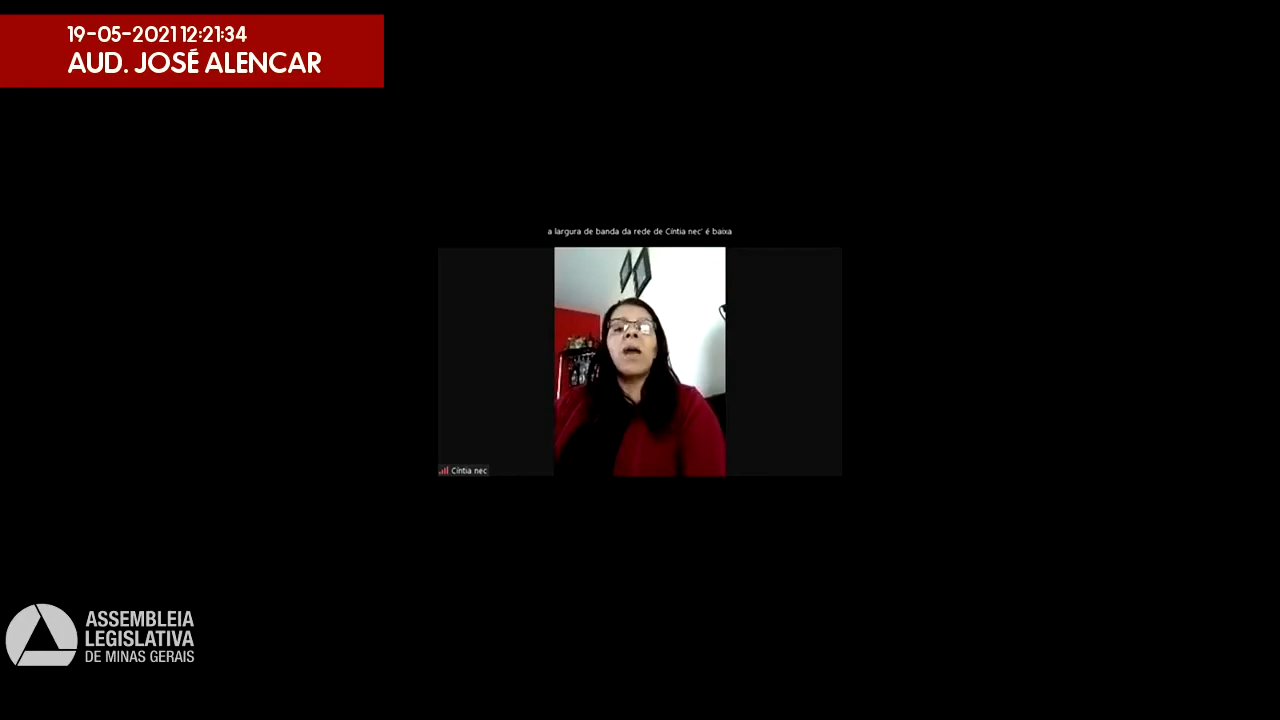 19-05-2021 12:21:34
AUD. JOSÉ ALENCAR
a largura de banda da rede de Cíntia nec' é baixa
Cíntia nec
ASSEMBLEIA
LEGISLATIVA
DE MINAS GERAIS